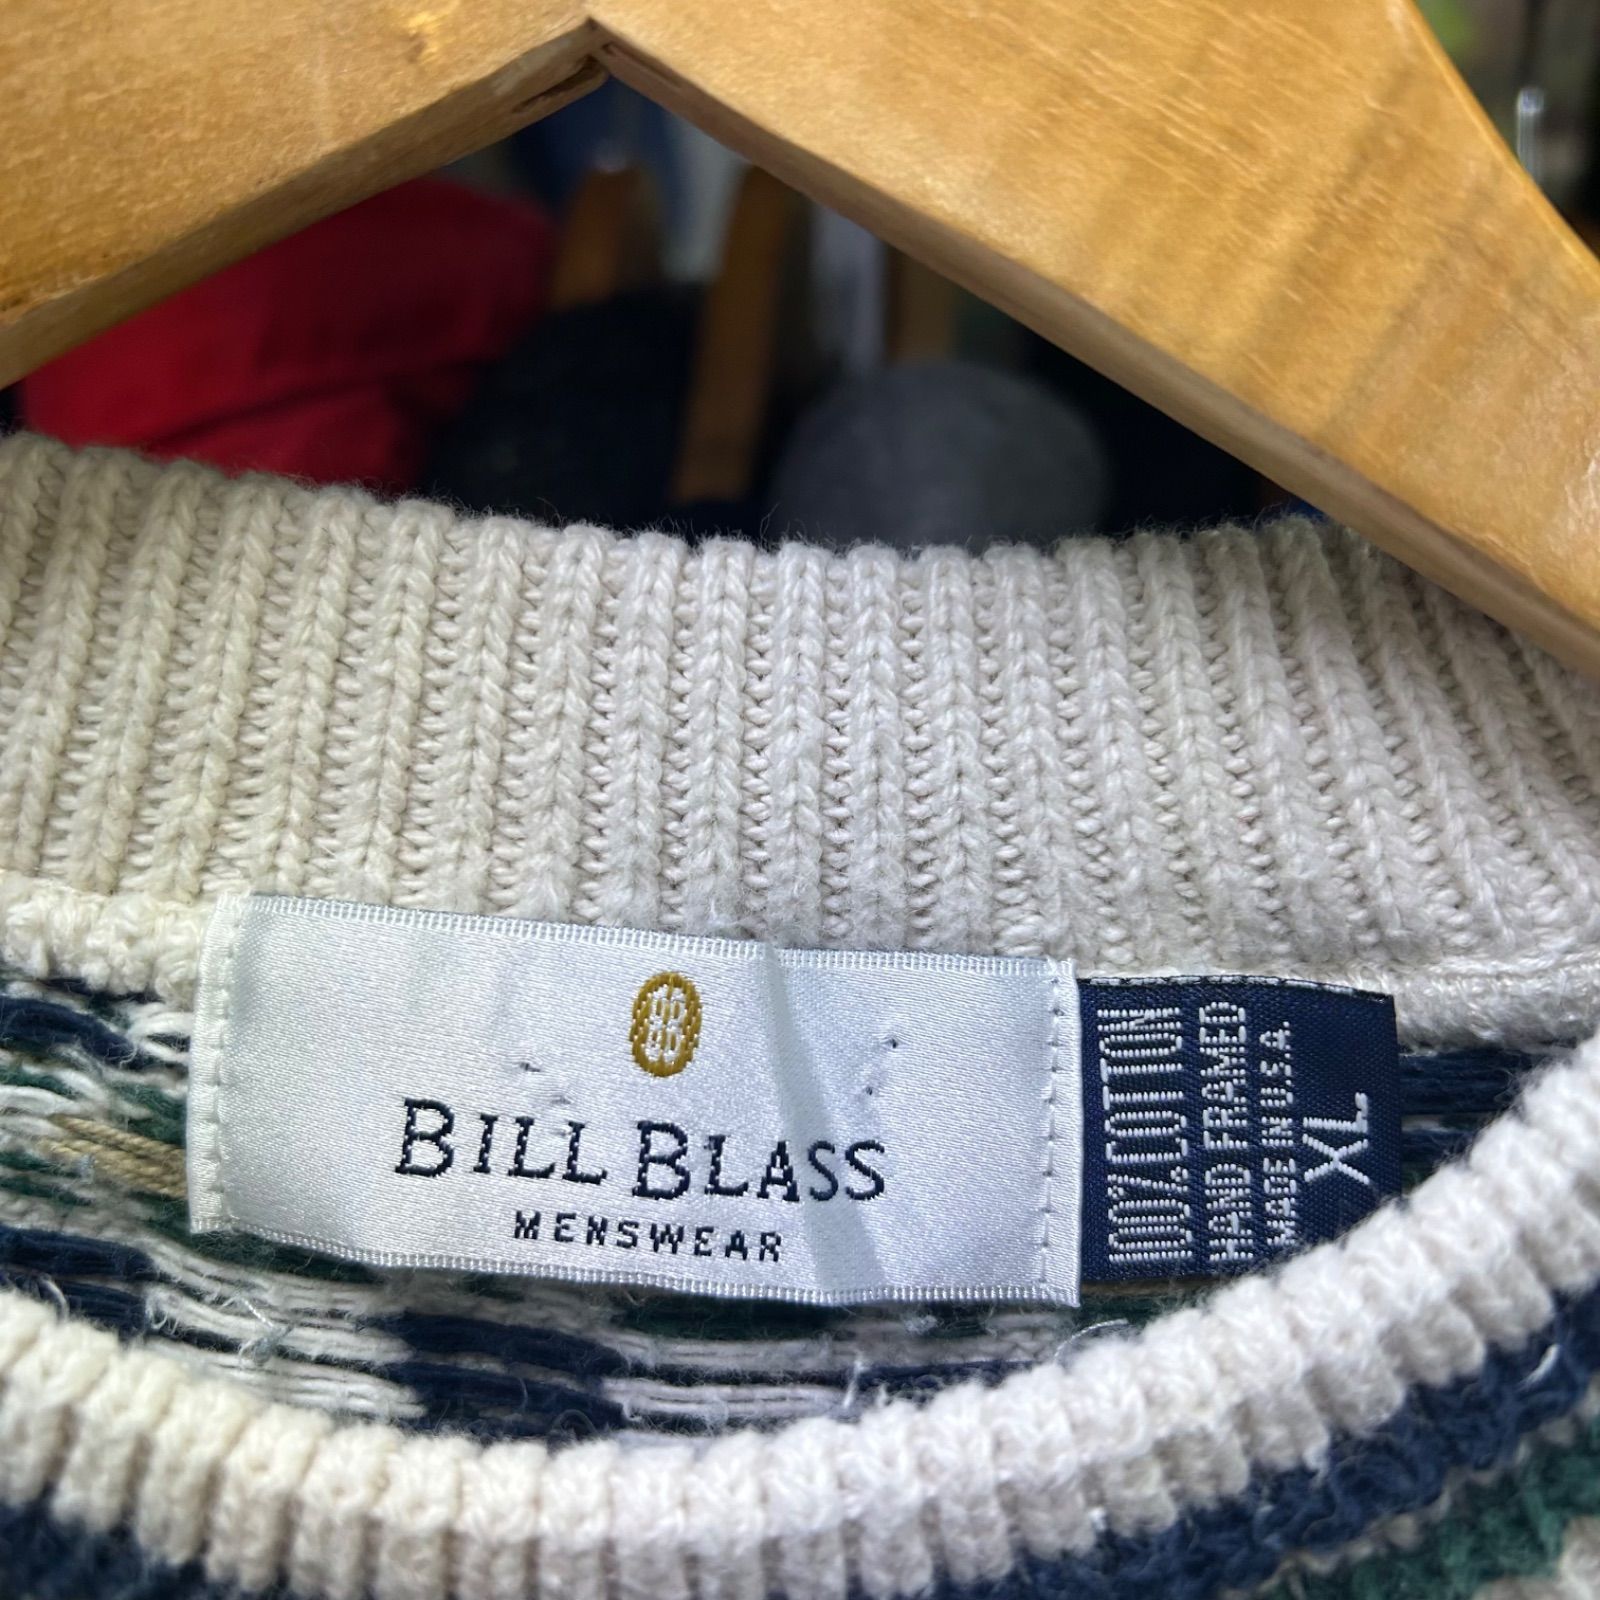 BILL BLASS
MENSWEAR
100% COTTON
HAND FRAMED
MADE IN U.S.A.
XL